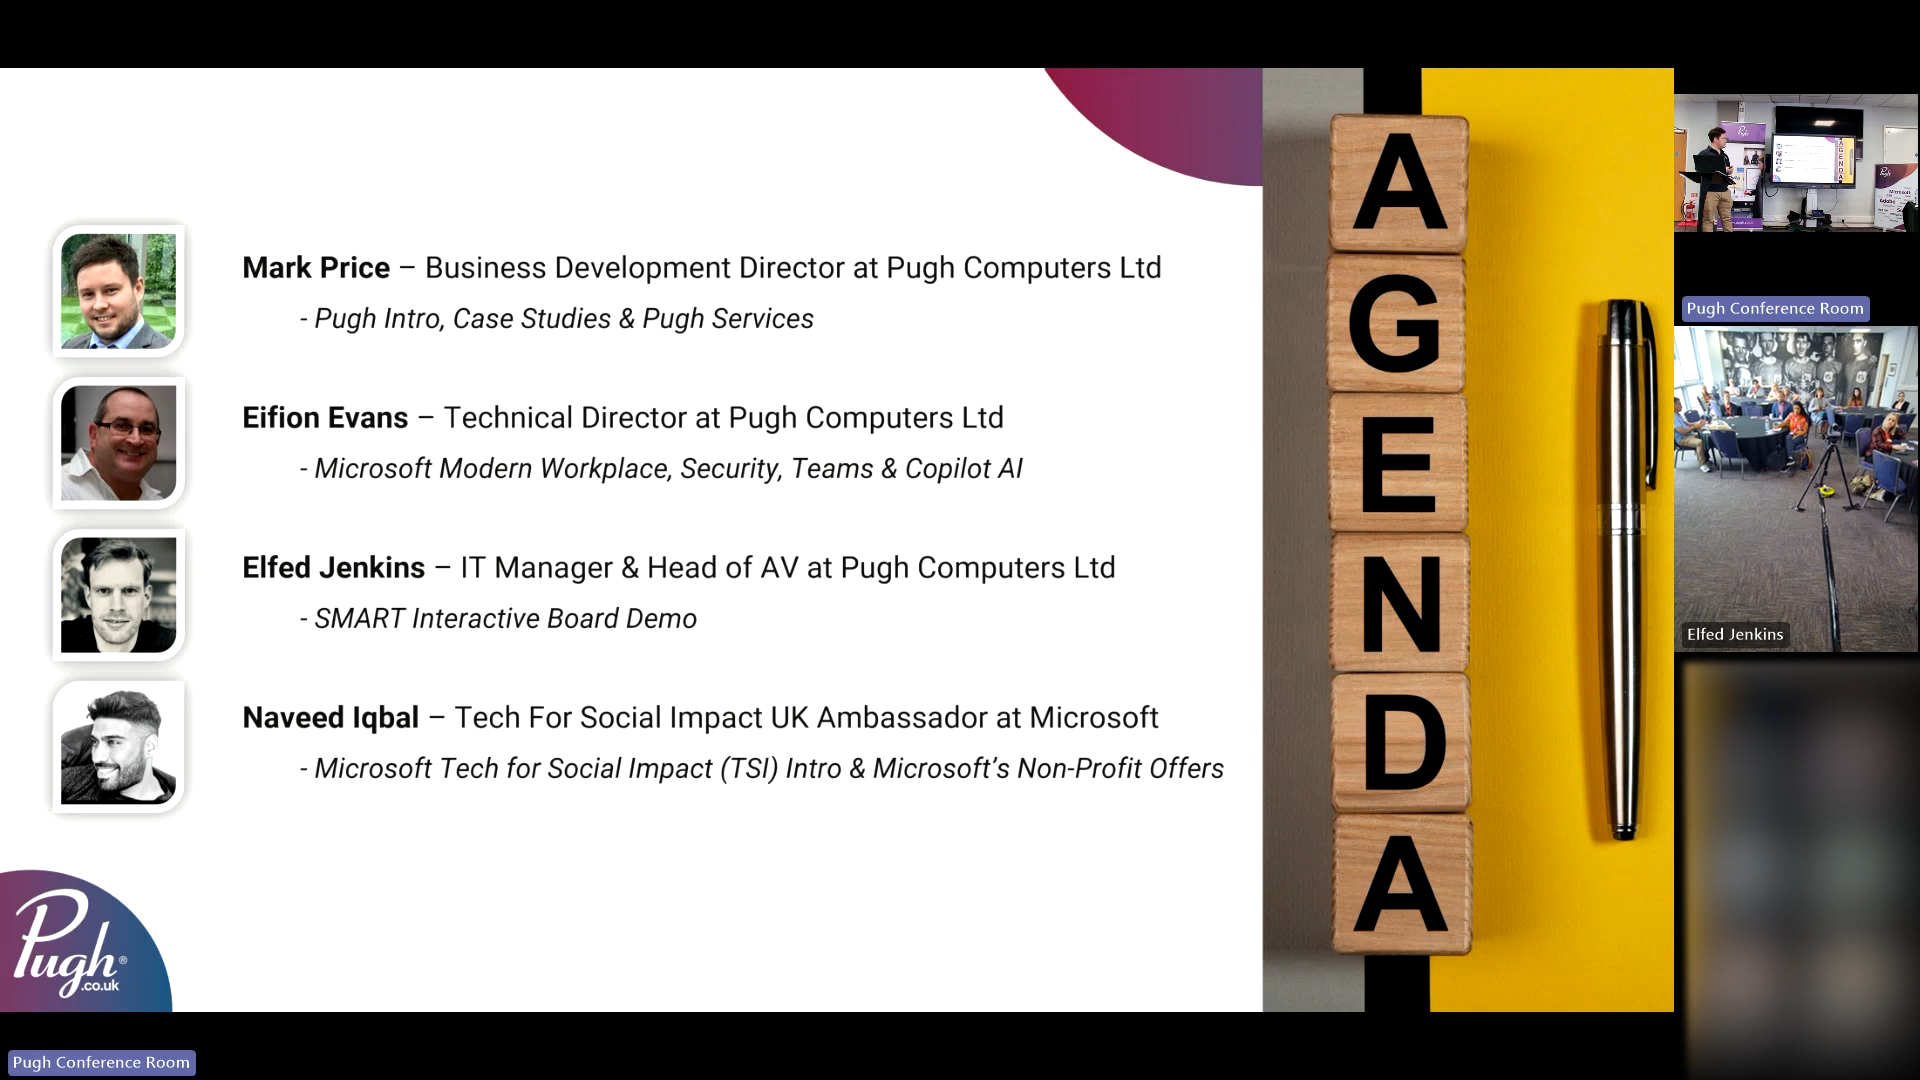 Mark Price – Business Development Director at Pugh Computers Ltd
- Pugh Intro, Case Studies & Pugh Services
Eifion Evans – Technical Director at Pugh Computers Ltd
- Microsoft Modern Workplace, Security, Teams & Copilot AI
Elfed Jenkins – IT Manager & Head of AV at Pugh Computers Ltd
- SMART Interactive Board Demo
Naveed Iqbal – Tech For Social Impact UK Ambassador at Microsoft
- Microsoft Tech for Social Impact (TSI) Intro & Microsoft’s Non-Profit Offers
Pugh®
.co.uk
A
G
E
N
D
A
Pugh Conference Room
Pugh
A
G
E
N
D
A
Pugh
Microsoft
Adobe
Pugh Conference Room
Elfed Jenkins